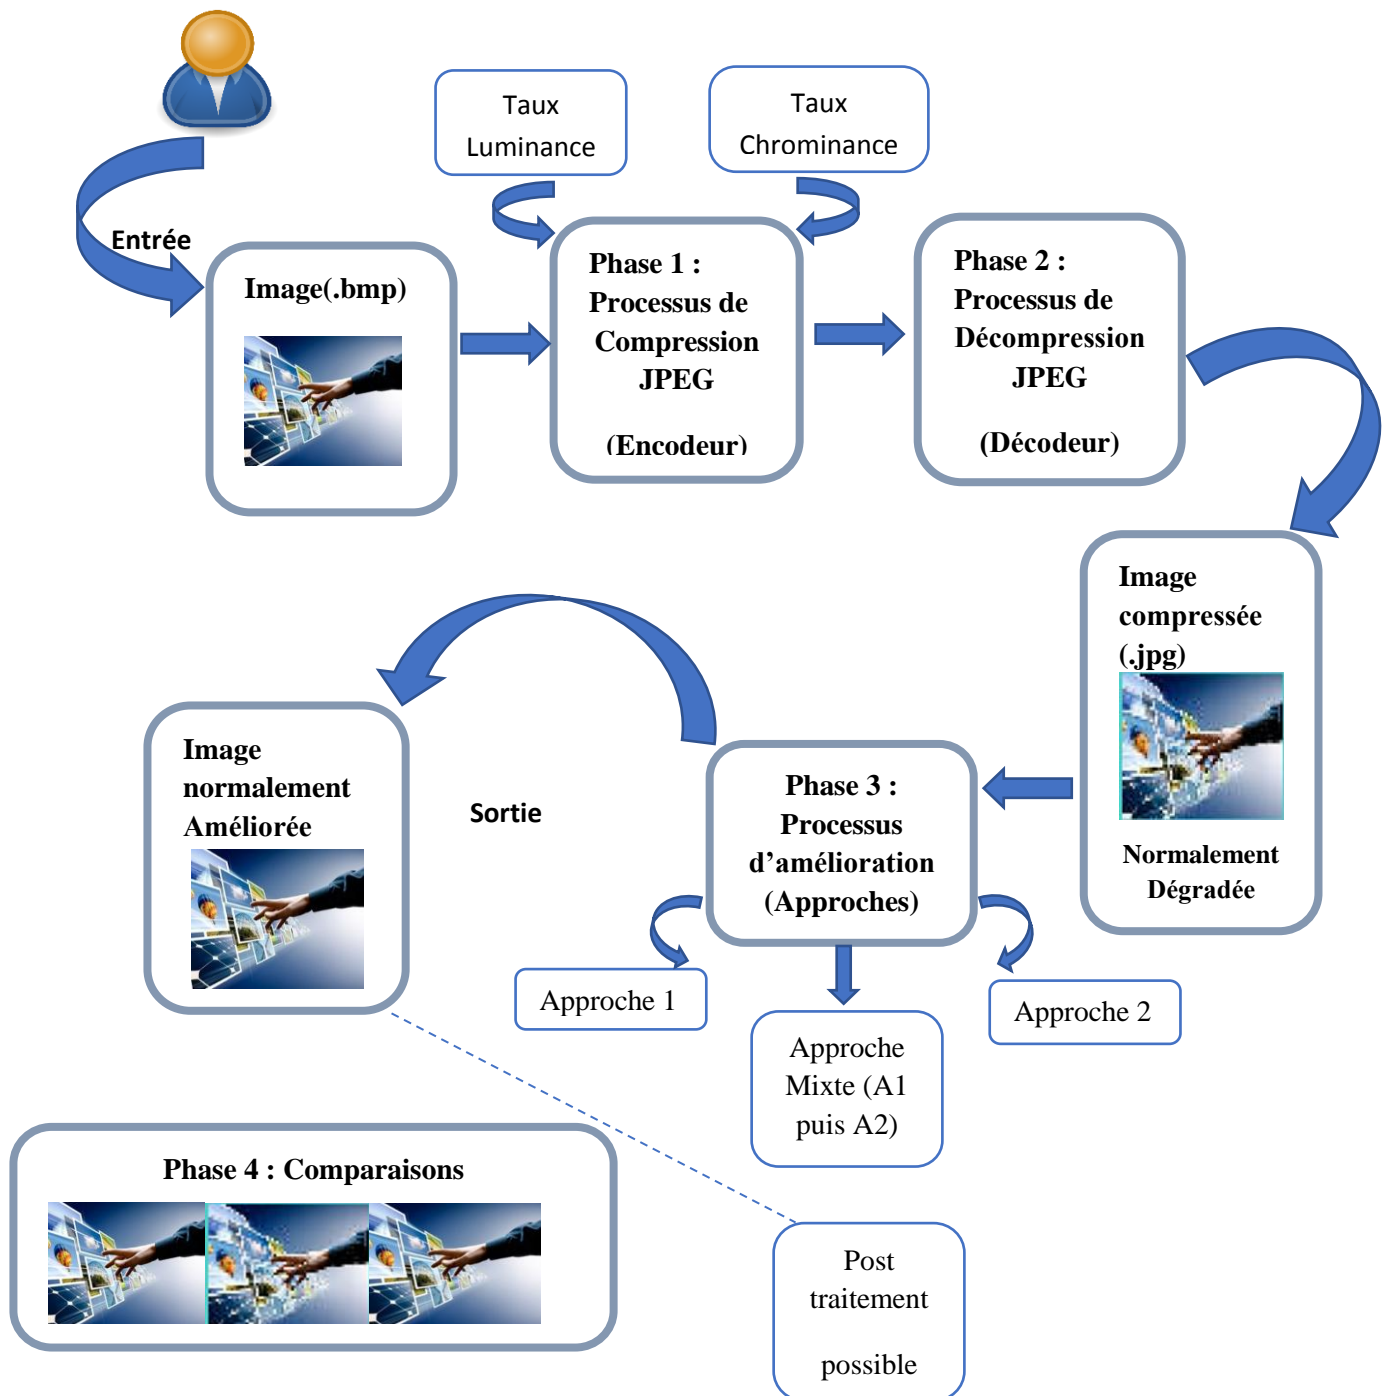 Taux
Luminance
Taux
Chrominance
Entrée
Image(.bmp)
Phase 1 :
Processus de
Compression
JPEG
(Encodeur)
Phase 2 :
Processus de
Décompression
JPEG
(Décodeur)
Image
compressée
(.jpg)
Normalement
Dégradée
Phase 3 :
Processus
d’amélioration
(Approches)
Sortie
Image
normalement
Améliorée
Approche 1
Approche
Mixte (A1
puis A2)
Approche 2
Phase 4 : Comparaisons
Post
traitement
possible